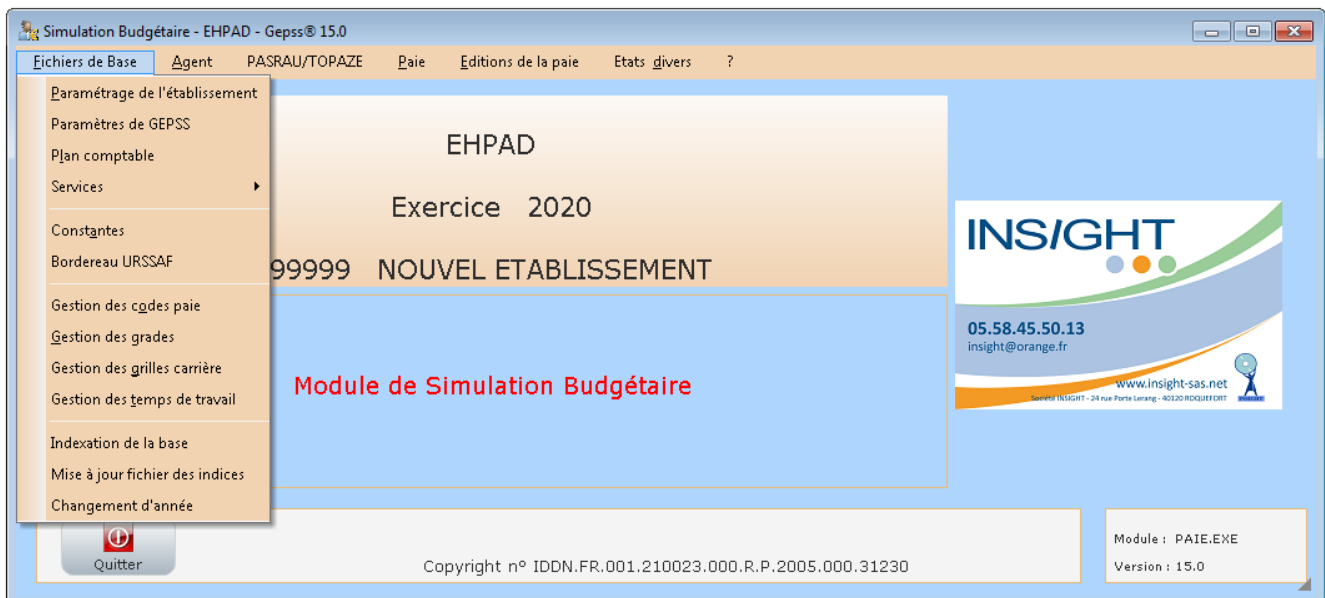 Simulation Budgétaire - EHPAD - Gepss® 15.0
Fichiers de Base Agent PASRAU/TOPAZE Paie Editions de la paie Etats divers ?
Paramétrage de l'établissement
Paramètres de GEPSS
Plan comptable
Services
Constantes
Bordereau URSSAF
Gestion des codes paie
Gestion des grades
Gestion des grilles carrière
Gestion des temps de travail
Indexation de la base
Mise à jour fichier des indices
Changement d'année
EHPAD
Exercice 2020
99999 NOUVEL ETABLISSEMENT
Module de Simulation Budgétaire
INSIGHT
05.58.45.50.13
insight@orange.fr
www.insight-sas.net
Société INSIGHT - 24 rue Porte Lerang - 40120 ROQUEFORT
Quitter
Copyright nº IDDN.FR.001.210023.000.R.P.2005.000.31230
Module : PAIE.EXE
Version : 15.0